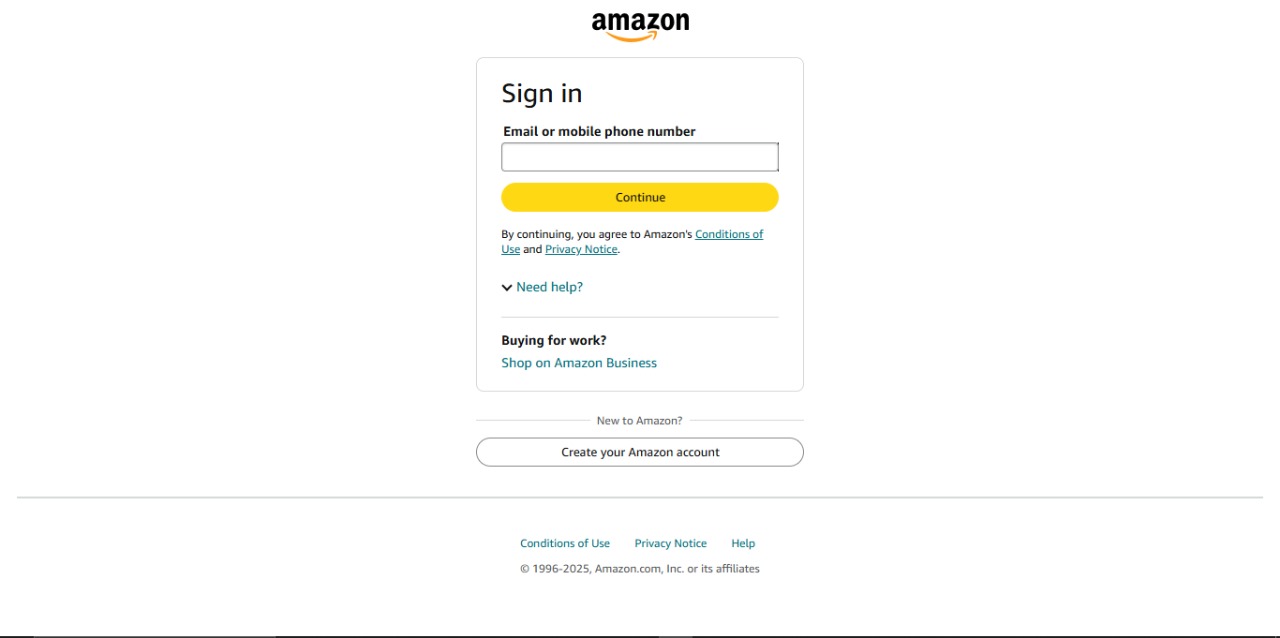 amazon
Sign in
Email or mobile phone number
Continue
By continuing, you agree to Amazon's Conditions of
Use and Privacy Notice.
Need help?
Buying for work?
Shop on Amazon Business
New to Amazon?
Create your Amazon account
Conditions of Use Privacy Notice Help
© 1996-2025, Amazon.com, Inc. or its affiliates